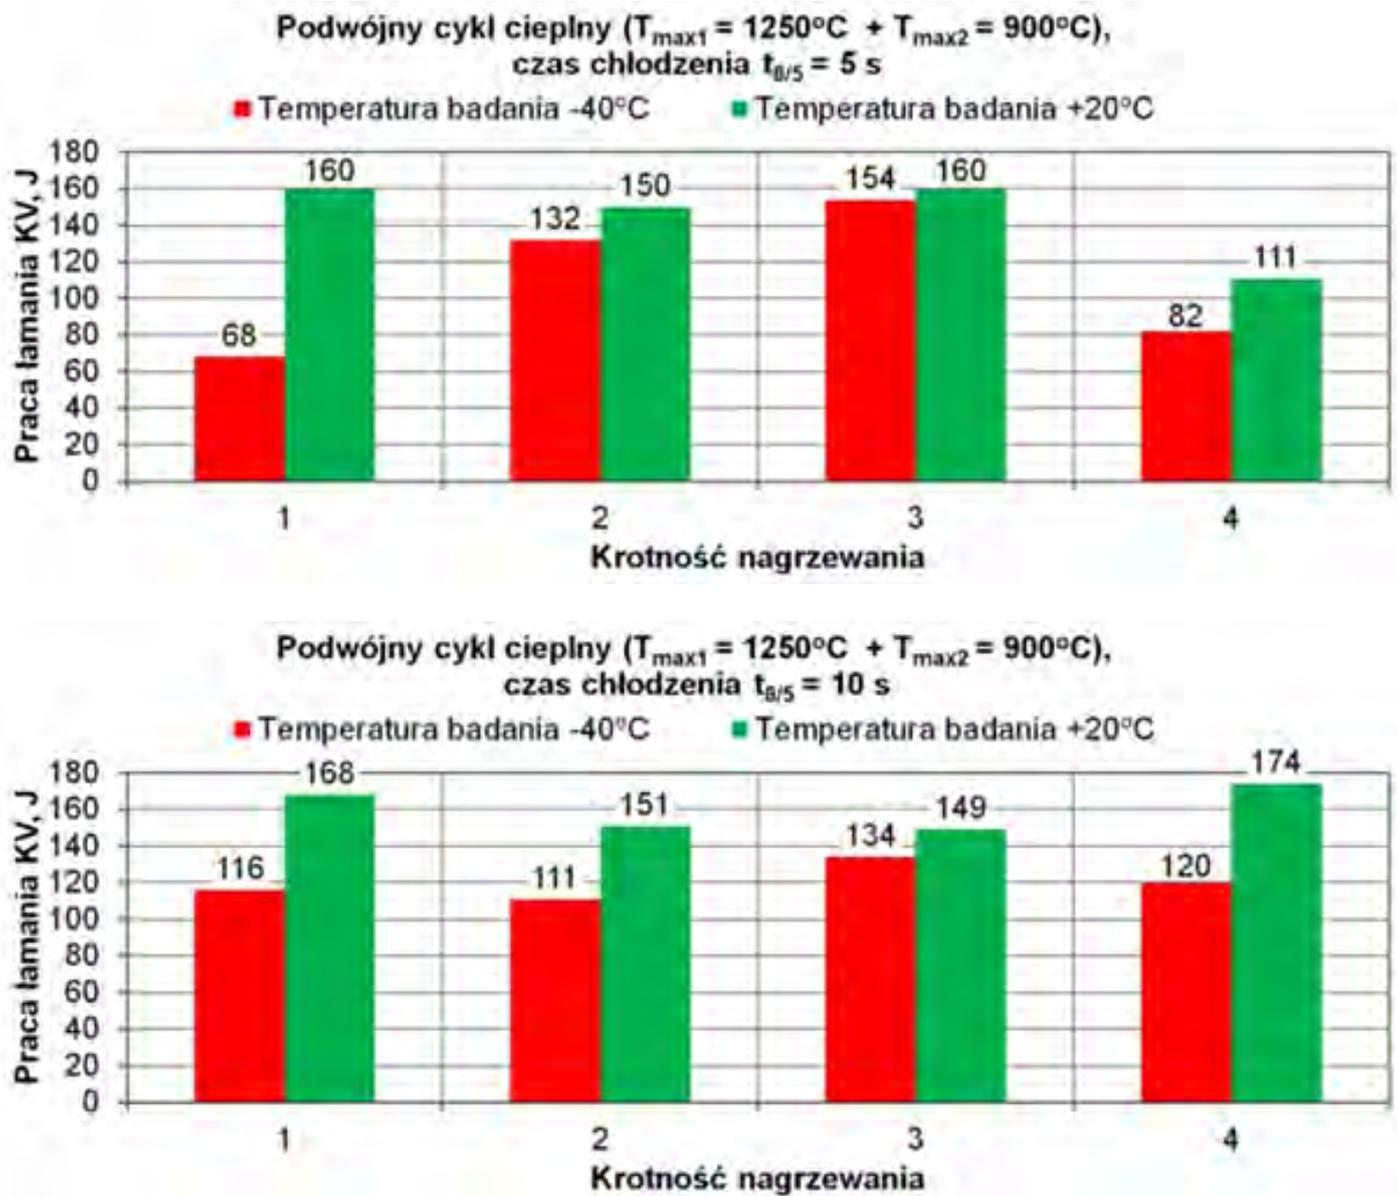 Podwójny cykl cieplny (Tmax1 = 1250°C + Tmax2 = 900°C),
czas chłodzenia t8/5 = 5 s
Temperatura badania -40°C Temperatura badania +20°C
Praca łamania KV, J
180
160
140
120
100
80
60
40
20
0
68 160 132 150 154 160 82 111
1 2 3 4
Krotność nagrzewania
Podwójny cykl cieplny (Tmax1 = 1250°C + Tmax2 = 900°C),
czas chłodzenia t8/5 = 10 s
Temperatura badania -40°C Temperatura badania +20°C
Praca łamania KV, J
180
160
140
120
100
80
60
40
20
0
116 168 111 151 134 149 120 174
1 2 3 4
Krotność nagrzewania